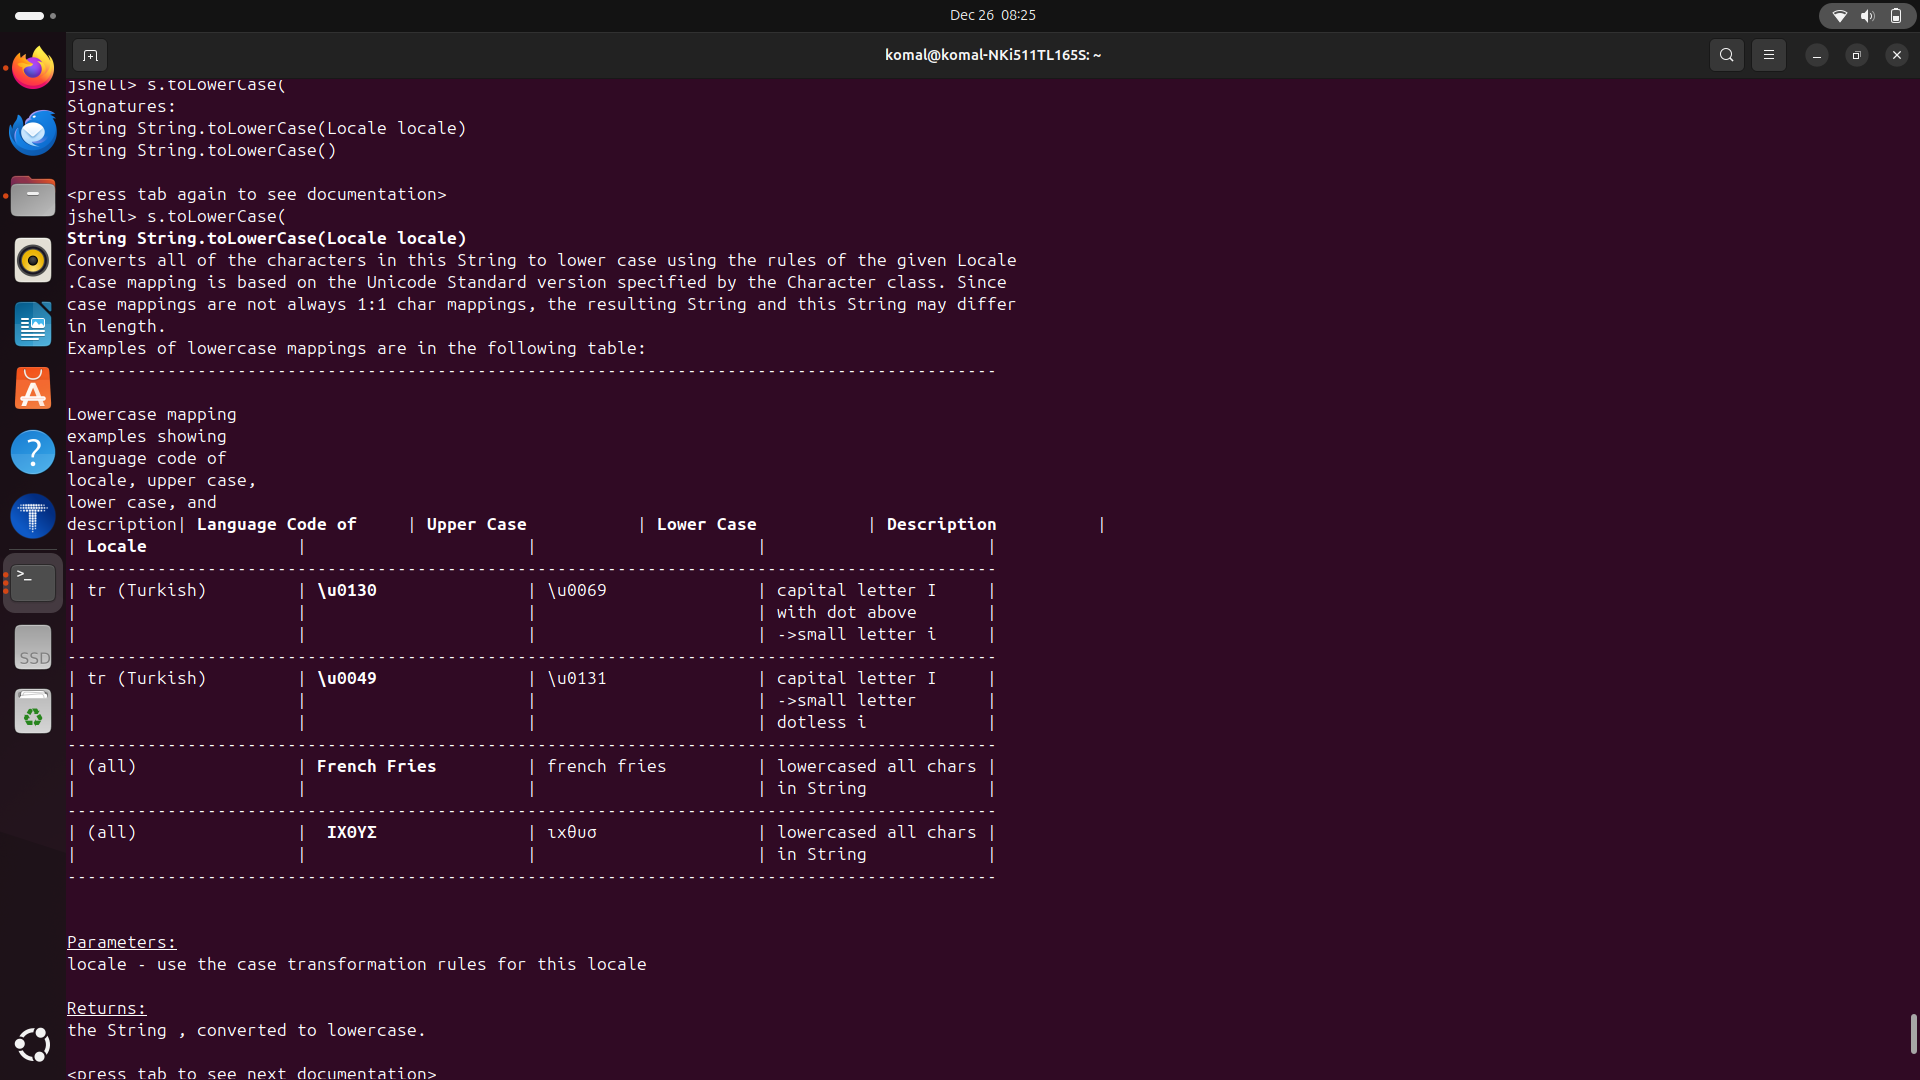 Dec 26 08:25
komal@komal-NKi511TL165S: ~
jshell> s.toLowerCase(
Signatures:
String String.toLowerCase(Locale locale)
String String.toLowerCase()
<press tab again to see documentation>
jshell> s.toLowerCase(
String String.toLowerCase(Locale locale)
Converts all of the characters in this String to lower case using the rules of the given Locale
.Case mapping is based on the Unicode Standard version specified by the Character class. Since
case mappings are not always 1:1 char mappings, the resulting String and this String may differ
in length.
Examples of lowercase mappings are in the following table:
---------------------------------------------------------------------------------------------
Lowercase mapping
examples showing
language code of
locale, upper case,
lower case, and
description| Language Code of     | Upper Case           | Lower Case           | Description          |
| Locale               |                      |                      |                      |
---------------------------------------------------------------------------------------------
| tr (Turkish)         | \u0130               | \u0069               | capital letter I     |
|                      |                      |                      | with dot above       |
|                      |                      |                      | ->small letter i     |
---------------------------------------------------------------------------------------------
| tr (Turkish)         | \u0049               | \u0131               | capital letter I     |
|                      |                      |                      | ->small letter       |
|                      |                      |                      | dotless i            |
---------------------------------------------------------------------------------------------
| (all)                | French Fries         | french fries         | lowercased all chars |
|                      |                      |                      | in String            |
---------------------------------------------------------------------------------------------
| (all)                |  ΙΧΘΥΣ               | ιχθυσ                | lowercased all chars |
|                      |                      |                      | in String            |
---------------------------------------------------------------------------------------------
Parameters:
locale - use the case transformation rules for this locale
Returns:
the String , converted to lowercase.
<press tab to see next documentation>
SSD